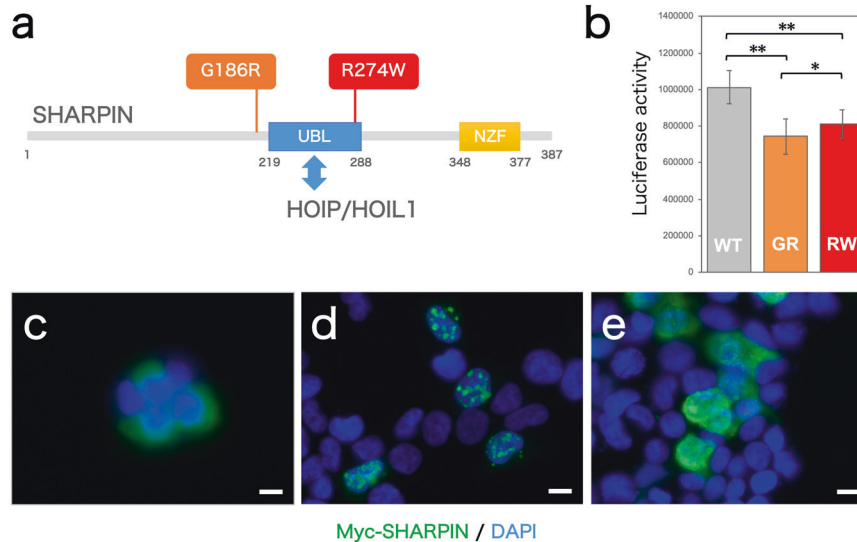 a
G186R
R274W
SHARPIN
UBL
NZF
1
219
288
348
377
387
HOIP/HOIL1
b
Luciferase activity
1400000
1200000
1000000
800000
600000
400000
200000
0
**
**
*
WT
GR
RW
c
d
e
Myc-SHARPIN / DAPI